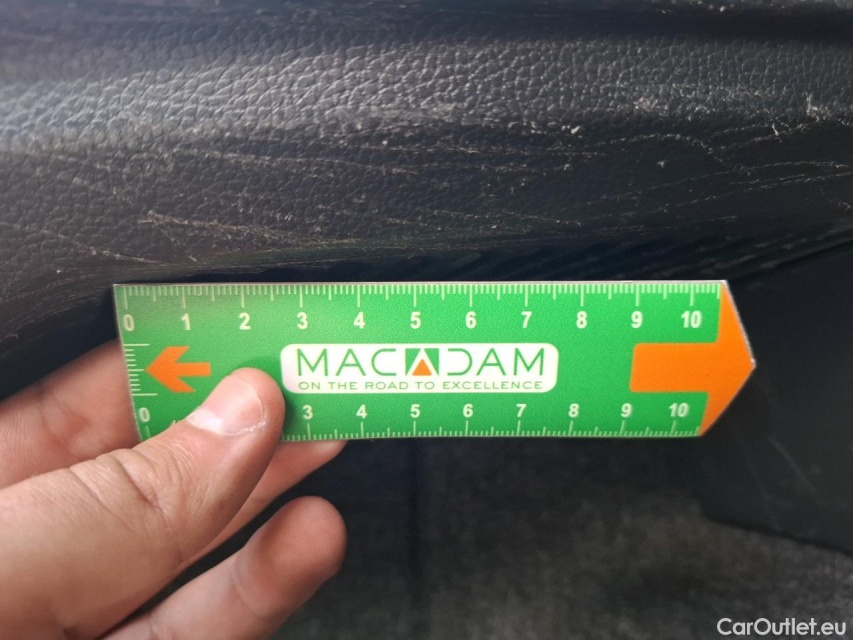 0 1 2 3 4 5 6 7 8 9 10
MACADAM
ON THE ROAD TO EXCELLENCE
0 3 4 5 6 7 8 9 10
CarOutlet.eu